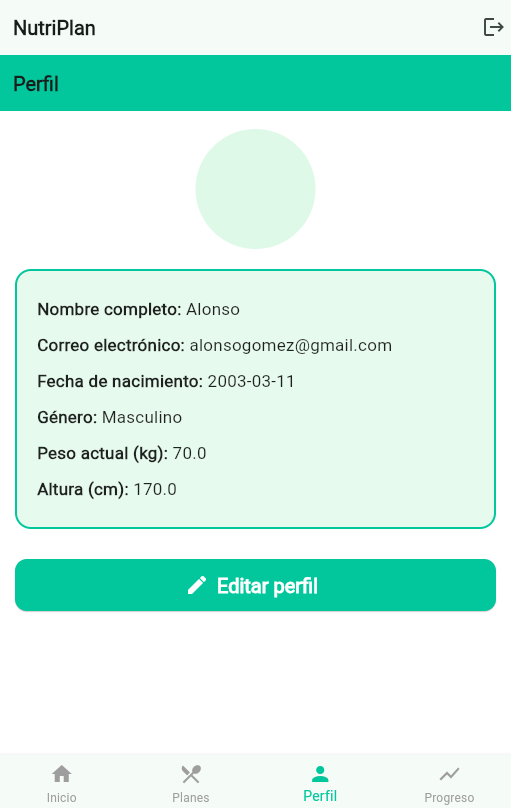 NutriPlan
Perfil
Nombre completo: Alonso
Correo electrónico: alonsogomez@gmail.com
Fecha de nacimiento: 2003-03-11
Género: Masculino
Peso actual (kg): 70.0
Altura (cm): 170.0
Editar perfil
Inicio Planes Perfil Progreso